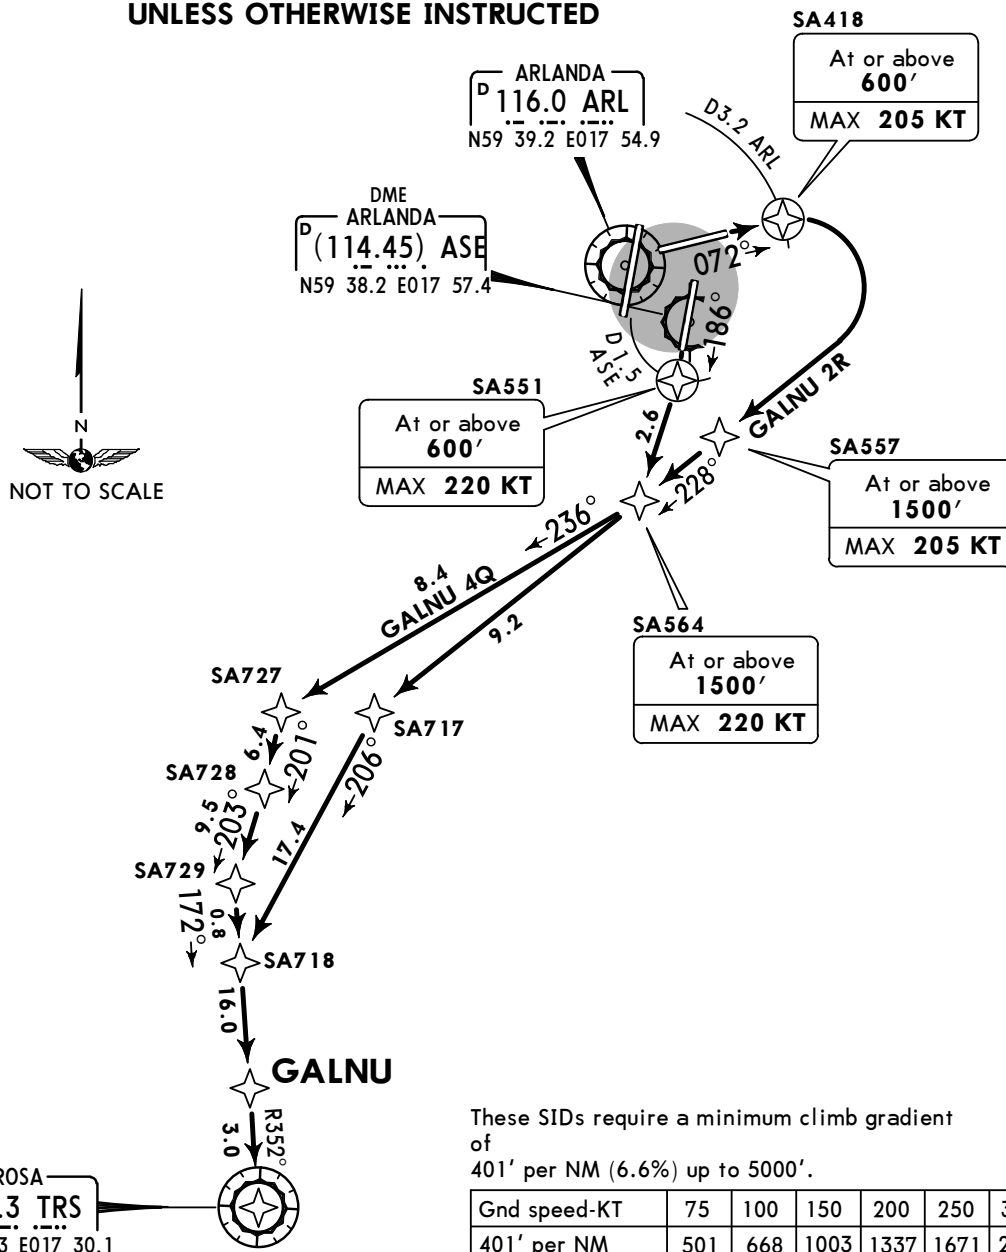 UNLESS OTHERWISE INSTRUCTED
SA418
At or above
600'
MAX 205 KT
ARLANDA
D 116.0 ARL
N59 39.2 E017 54.9
D3.2 ARL
DME
ARLANDA
D (114.45) ASE
N59 38.2 E017 57.4
072°
186°
D1.5
ASE
N
NOT TO SCALE
SA551
At or above
600'
MAX 220 KT
2.6
GALNU 2R
SA557
At or above
1500'
MAX 205 KT
228°
236°
8.4
GALNU 4Q
9.2
SA564
At or above
1500'
MAX 220 KT
SA727
SA717
6.4
201°
206°
SA728
9.5
203°
17.4
SA729
172°
0.8
SA718
16.0
GALNU
R352°
3.0
ROSA
.3 TRS
3 E017 30.1
These SIDs require a minimum climb gradient
of
401' per NM (6.6%) up to 5000'.
Gnd speed-KT 75 100 150 200 250 3
401' per NM 501 668 1003 1337 1671 2